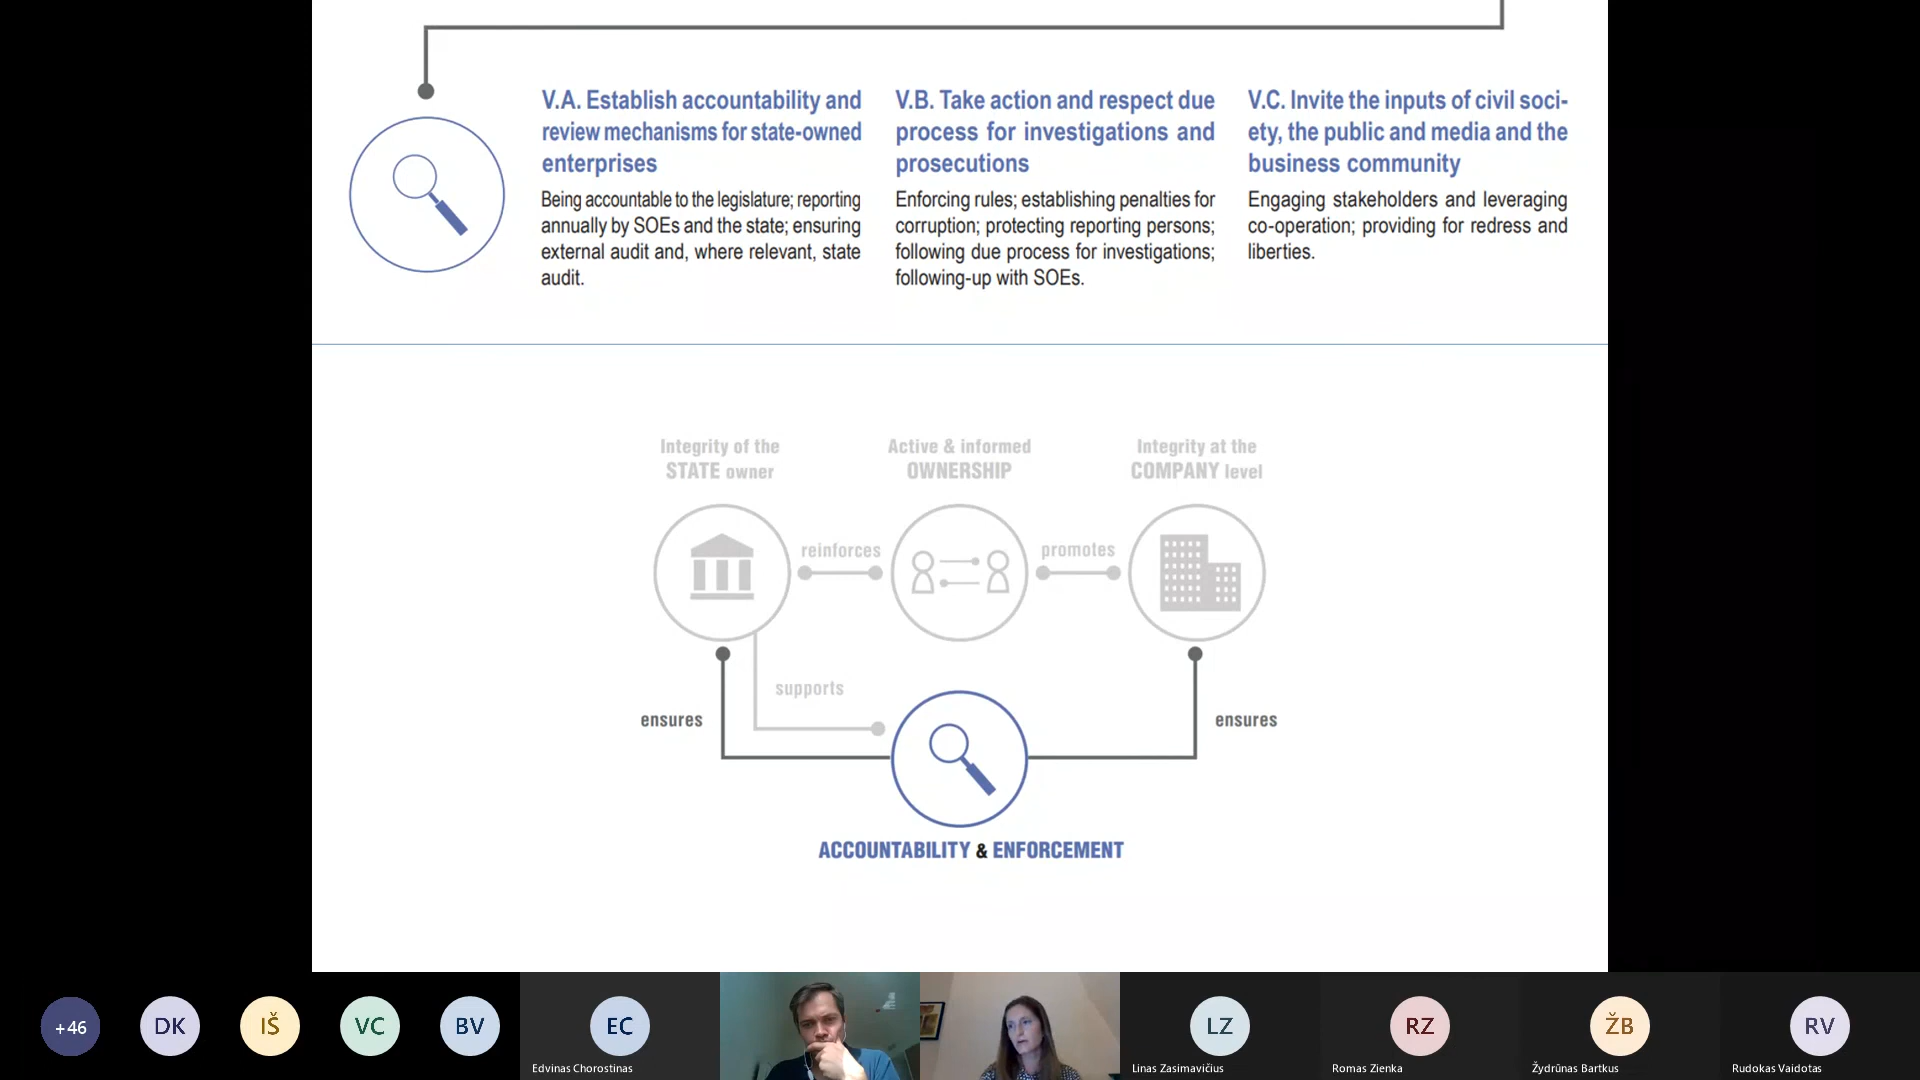 V.A. Establish accountability and
review mechanisms for state-owned
enterprises
Being accountable to the legislature; reporting
annually by SOEs and the state; ensuring
external audit and, where relevant, state
audit.
V.B. Take action and respect due
process for investigations and
prosecutions
Enforcing rules; establishing penalties for
corruption; protecting reporting persons;
following due process for investigations;
following-up with SOEs.
V.C. Invite the inputs of civil soci-
ety, the public and media and the
business community
Engaging stakeholders and leveraging
co-operation; providing for redress and
liberties.
Integrity of the
STATE owner
Active & informed
OWNERSHIP
Integrity at the
COMPANY level
reinforces
promotes
supports
ensures
ensures
ACCOUNTABILITY & ENFORCEMENT
+46
DK
IŠ
VC
BV
EC
Edvinas Chorostinas
LZ
Linas Zasimavičius
RZ
Romas Zienka
ŽB
Žydrūnas Bartkus
RV
Rudokas Vaidotas